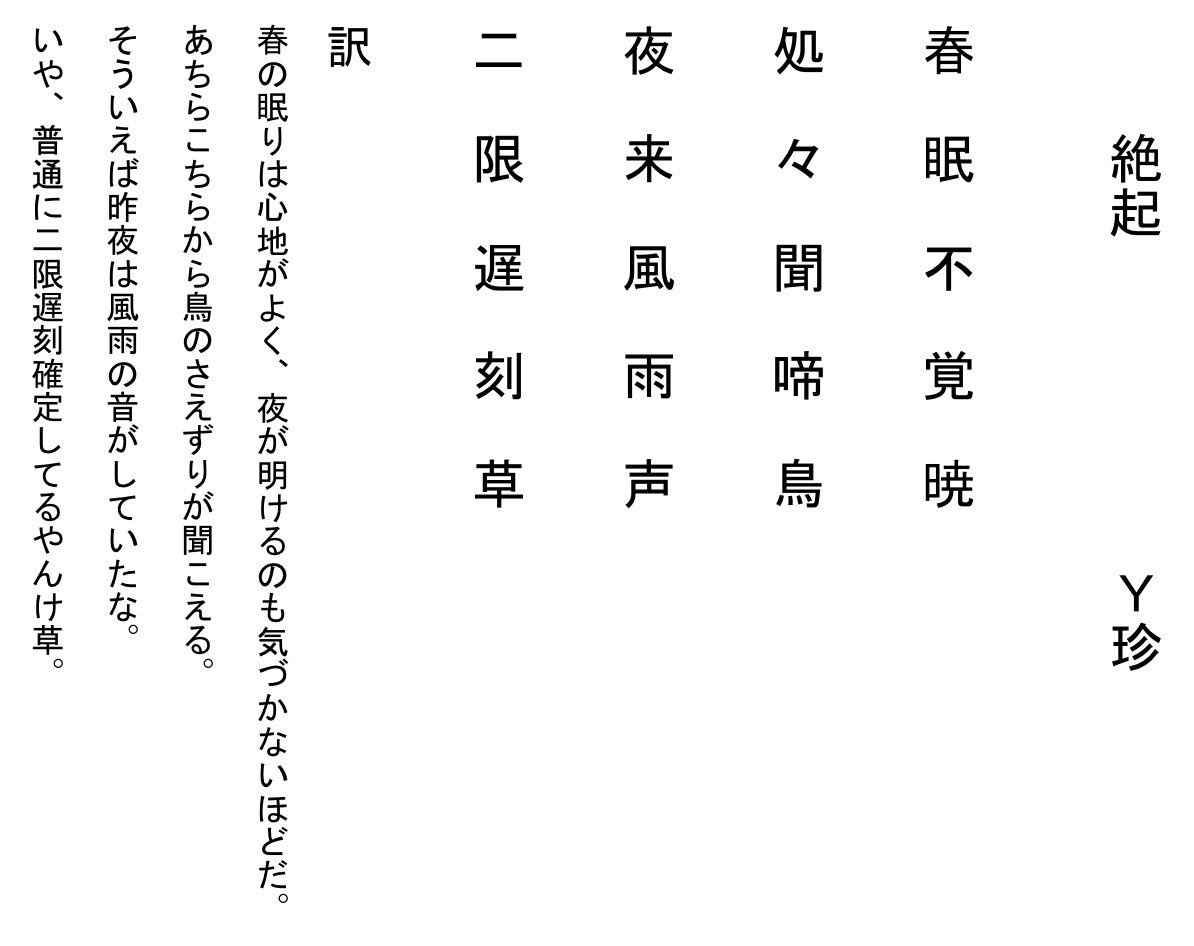 絶起 Y珍
春眠不覚暁
処々聞啼鳥
夜来風雨声
二限遅刻草
訳
春の眠りは心地がよく、夜が明けるのも気づかないほどだ。
あちらこちらから鳥のさえずりが聞こえる。
そういえば昨夜は風雨の音がしていたな。
いや、普通に二限遅刻確定してるやんけ草。